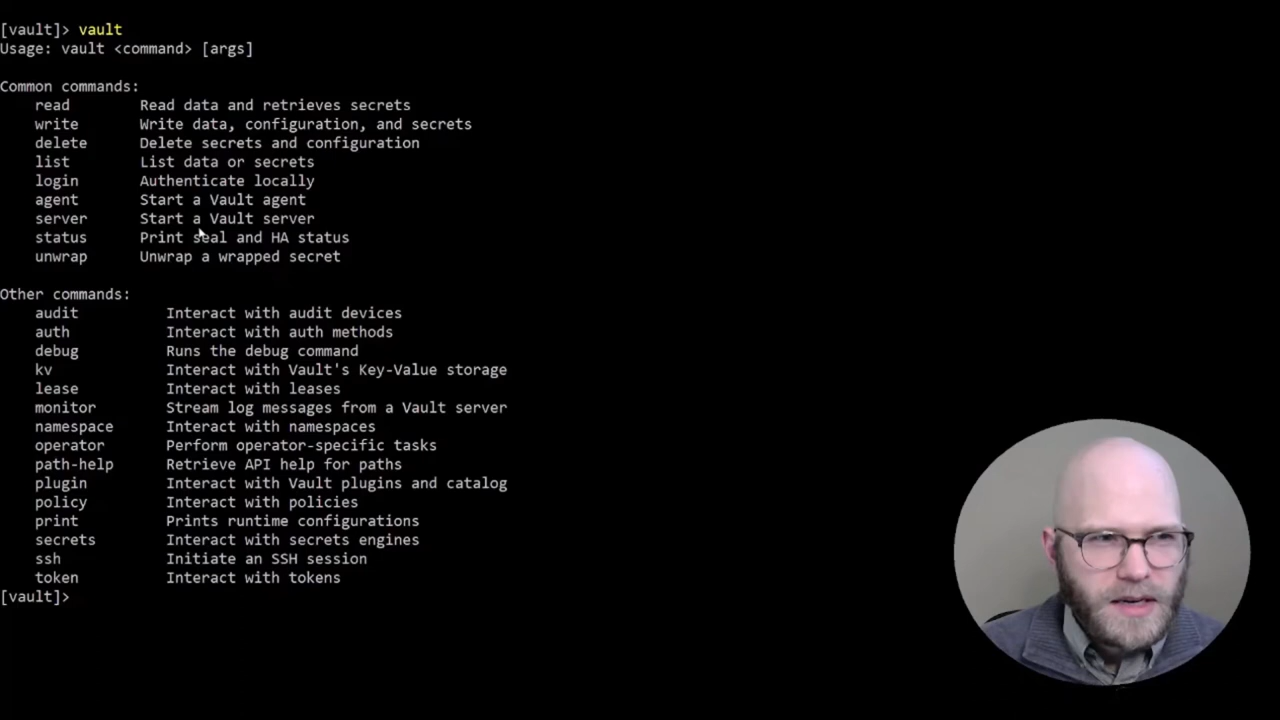 [vault]> vault
Usage: vault <command> [args]
Common commands:
read Read data and retrieves secrets
write Write data, configuration, and secrets
delete Delete secrets and configuration
list List data or secrets
login Authenticate locally
agent Start a Vault agent
server Start a Vault server
status Print seal and HA status
unwrap Unwrap a wrapped secret
Other commands:
audit Interact with audit devices
auth Interact with auth methods
debug Runs the debug command
kv Interact with Vault's Key-Value storage
lease Interact with leases
monitor Stream log messages from a Vault server
namespace Interact with namespaces
operator Perform operator-specific tasks
path-help Retrieve API help for paths
plugin Interact with Vault plugins and catalog
policy Interact with policies
print Prints runtime configurations
secrets Interact with secrets engines
ssh Initiate an SSH session
token Interact with tokens
[vault]>